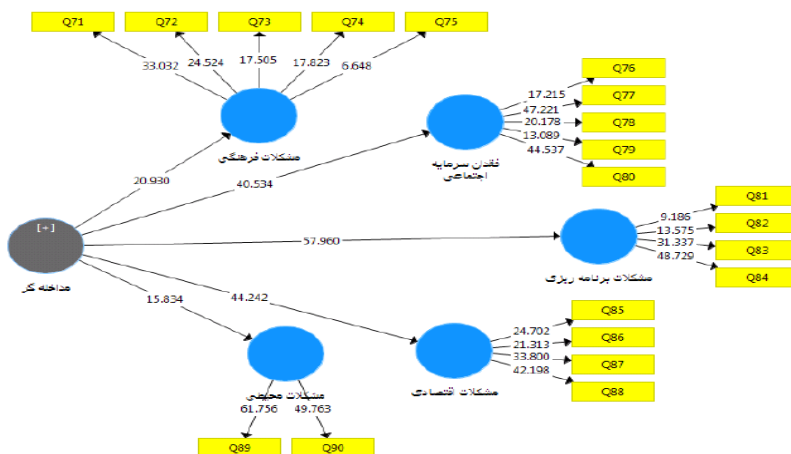 Q71
Q72
Q73
Q74
Q75
33.032
24.524
17.505
17.823
6.648
مشکلات فرهنگی
20.930
Q76
Q77
Q78
Q79
Q80
17.215
47.221
20.178
13.089
44.537
فقدان سرمایه
اجتماعی
40.534
Q81
Q82
Q83
Q84
9.186
13.575
31.337
48.729
مشکلات برنامه ریزی
57.960
[+]
مداخله گر
15.834
44.242
Q85
Q86
Q87
Q88
24.702
21.313
33.800
42.198
مشکلات اقتصادی
مشکلات محیطی
61.756
49.763
Q89
Q90